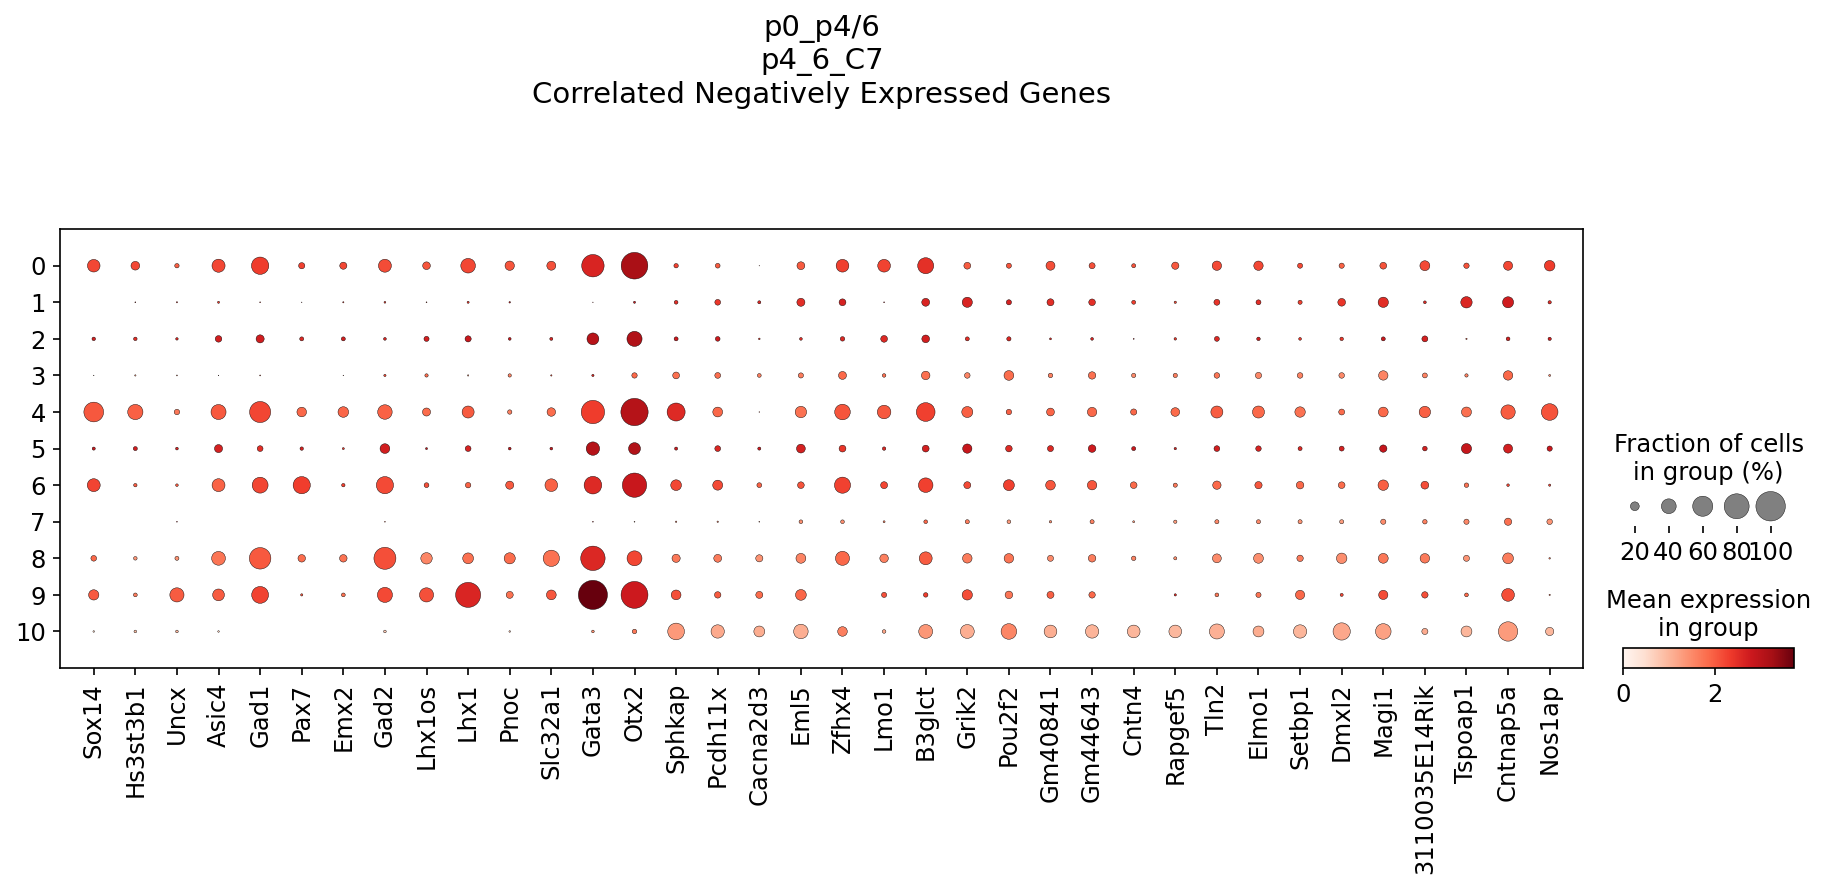 p0_p4/6
p4_6_C7
Correlated Negatively Expressed Genes
0
1
2
3
4
5
6
7
8
9
10
Sox14
Hs3st3b1
Uncx
Asic4
Gad1
Pax7
Emx2
Gad2
Lhx1os
Lhx1
Pnoc
Slc32a1
Gata3
Otx2
Sphkap
Pcdh11x
Cacna2d3
Eml5
Zfhx4
Lmo1
B3glct
Grik2
Pou2f2
Gm40841
Gm44643
Cntn4
Rapgef5
Tln2
Elmo1
Setbp1
Dmxl2
Magi1
3110035E14Rik
Tspoap1
Cntnap5a
Nos1ap
Fraction of cells
in group (%)
20 40 60 80 100
Mean expression
in group
0 2